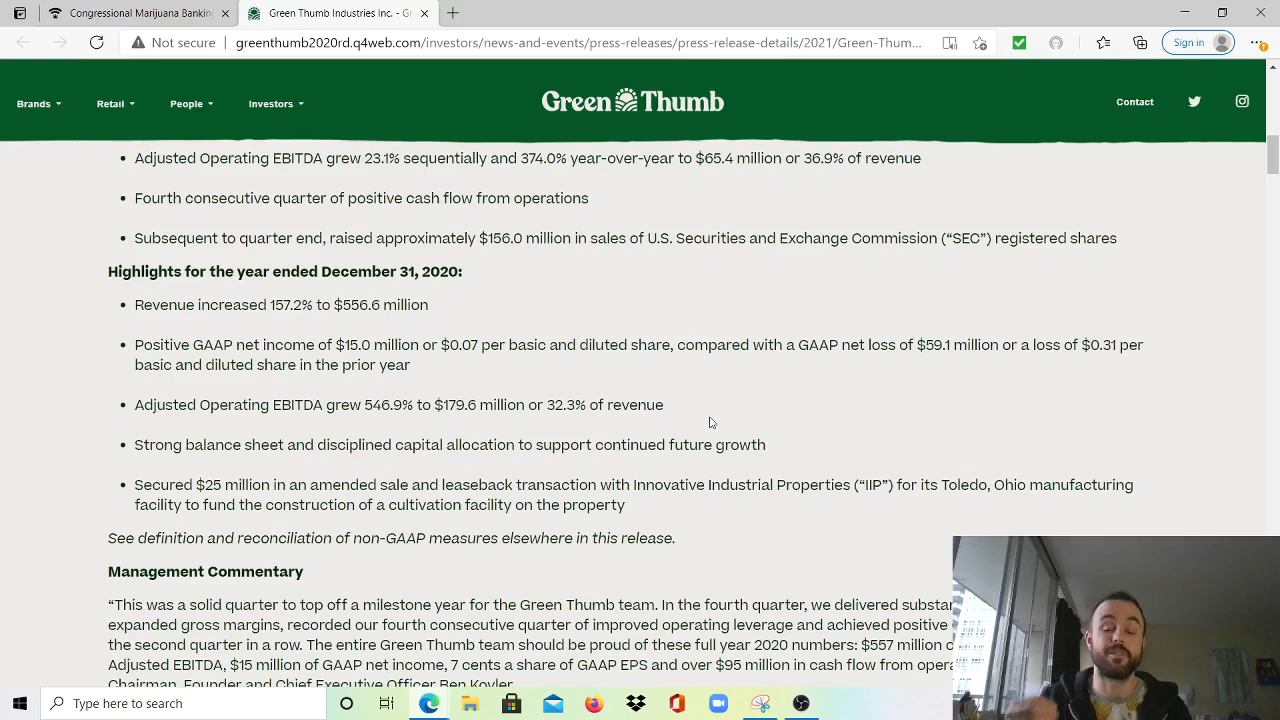 Congressional Marijuana Bankin
Green Thumb Industries Inc. - Gr
Not secure
greenthumb2020rd.q4web.com/investors/news-and-events/press-releases/press-release-details/2021/Green-Thum...
Sign in
Brands
Retail
People
Investors
Green Thumb
Contact
• Adjusted Operating EBITDA grew 23.1% sequentially and 374.0% year-over-year to $65.4 million or 36.9% of revenue
• Fourth consecutive quarter of positive cash flow from operations
• Subsequent to quarter end, raised approximately $156.0 million in sales of U.S. Securities and Exchange Commission (“SEC”) registered shares
Highlights for the year ended December 31, 2020:
• Revenue increased 157.2% to $556.6 million
• Positive GAAP net income of $15.0 million or $0.07 per basic and diluted share, compared with a GAAP net loss of $59.1 million or a loss of $0.31 per
basic and diluted share in the prior year
• Adjusted Operating EBITDA grew 546.9% to $179.6 million or 32.3% of revenue
• Strong balance sheet and disciplined capital allocation to support continued future growth
• Secured $25 million in an amended sale and leaseback transaction with Innovative Industrial Properties (“IIP”) for its Toledo, Ohio manufacturing
facility to fund the construction of a cultivation facility on the property
See definition and reconciliation of non-GAAP measures elsewhere in this release.
Management Commentary
“This was a solid quarter to top off a milestone year for the Green Thumb team. In the fourth quarter, we delivered substan
expanded gross margins, recorded our fourth consecutive quarter of improved operating leverage and achieved positive
the second quarter in a row. The entire Green Thumb team should be proud of these full year 2020 numbers: $557 million o
Adjusted EBITDA, $15 million of GAAP net income, 7 cents a share of GAAP EPS and over $95 million in cash flow from opera
Chairman, Founder and Chief Executive Officer Ben Kovler
Type here to search